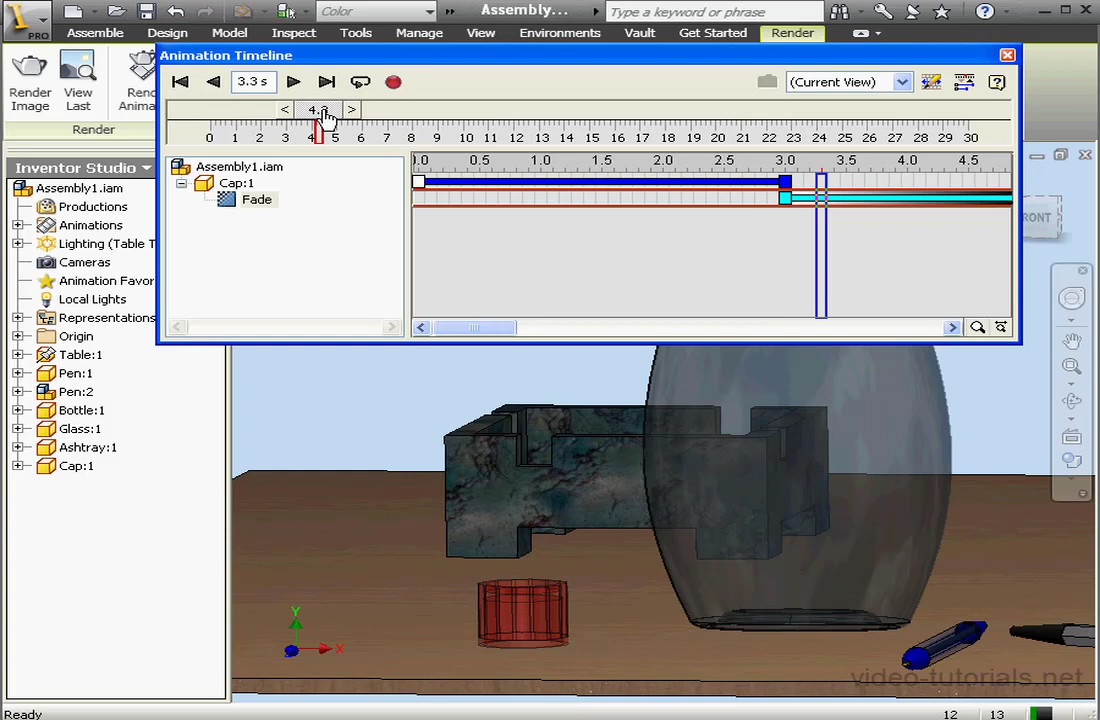 Color
Assembly...
Type a keyword or phrase
PRO
Assemble Design Model Inspect Tools Manage View Environments Vault Get Started Render
Animation Timeline
3.3 s
(Current View)
Render
Image
View
Last
Render
0 1 2 3 4 5 6 7 8 9 10 11 12 13 14 15 16 17 18 19 20 21 22 23 24 25 26 27 28 29 30
0.5 1.0 1.5 2.0 2.5 3.0 3.5 4.0 4.5
Assembly1.iam
Cap:1
Fade
Inventor Studio
Assembly1.iam
Productions
Animations
Lighting (Table T
Cameras
Animation Favor
Local Lights
Representations
Origin
Table:1
Pen:1
Pen:2
Bottle:1
Glass:1
Ashtray:1
Cap:1
Y
X
video-tutorials.net
Ready
12 13